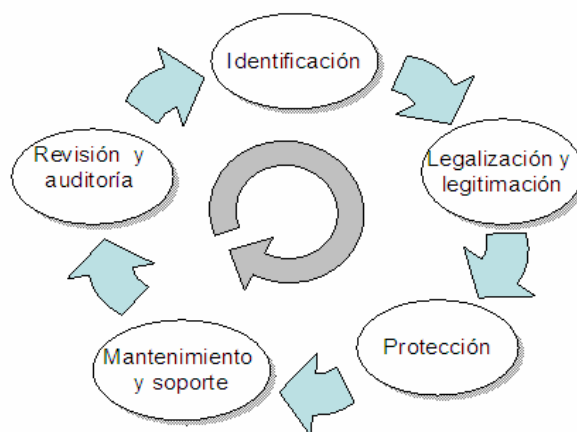 Identificación
Legalización y
legitimación
Protección
Mantenimiento
y soporte
Revisión y
auditoría